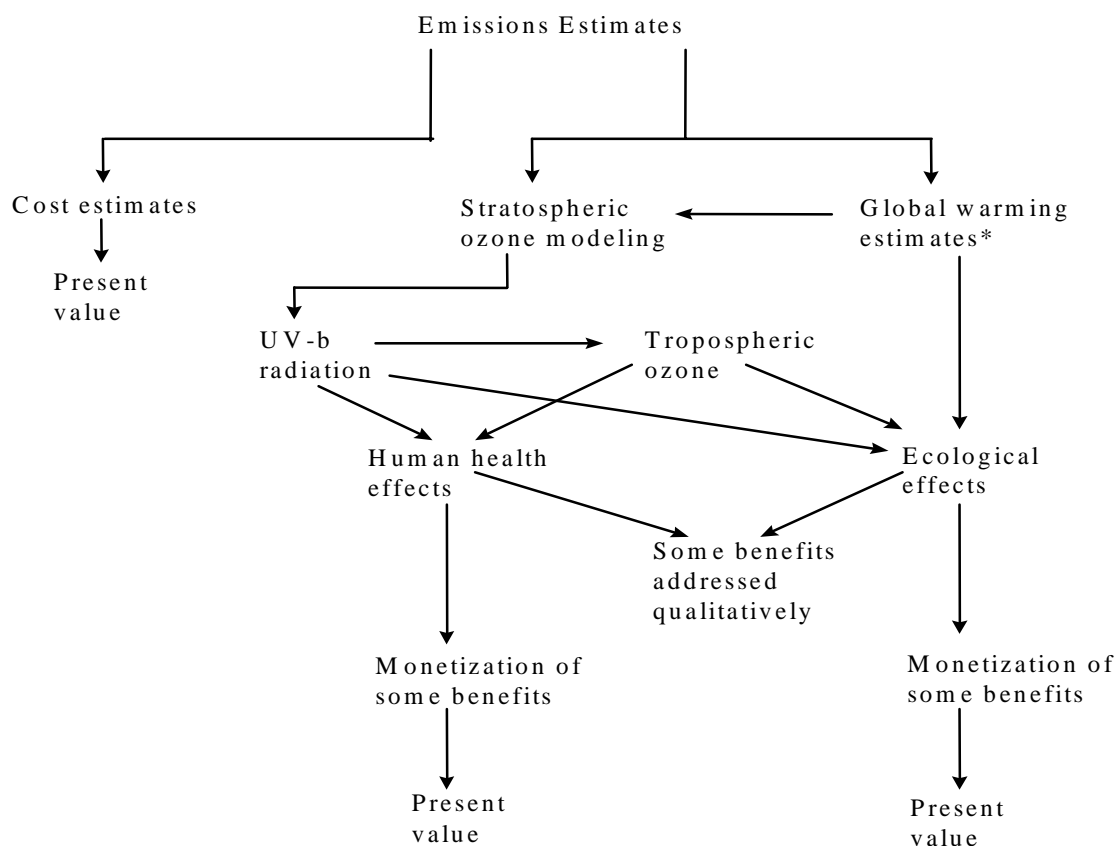 Emissions Estimates
Cost estimates
Stratospheric
ozone modeling
Global warming
estimates*
Present
value
UV-b
radiation
Tropospheric
ozone
Human health
effects
Ecological
effects
Some benefits
addressed
qualitatively
Monetization of
some benefits
Monetization of
some benefits
Present
value
Present
value